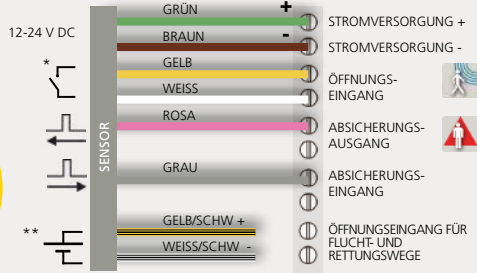 GRÜN
+
STROMVERSORGUNG +
12-24 V DC
BRAUN
-
STROMVERSORGUNG -
*
GELB
ÖFFNUNGS-
EINGANG
WEISS
ROSA
ABSICHERUNGS-
AUSGANG
SENSOR
GRAU
ABSICHERUNGS-
EINGANG
**
GELB/SCHW +
WEISS/SCHW -
ÖFFNUNGSEINGANG FÜR
FLUCHT- UND
RETTUNGSWEGE